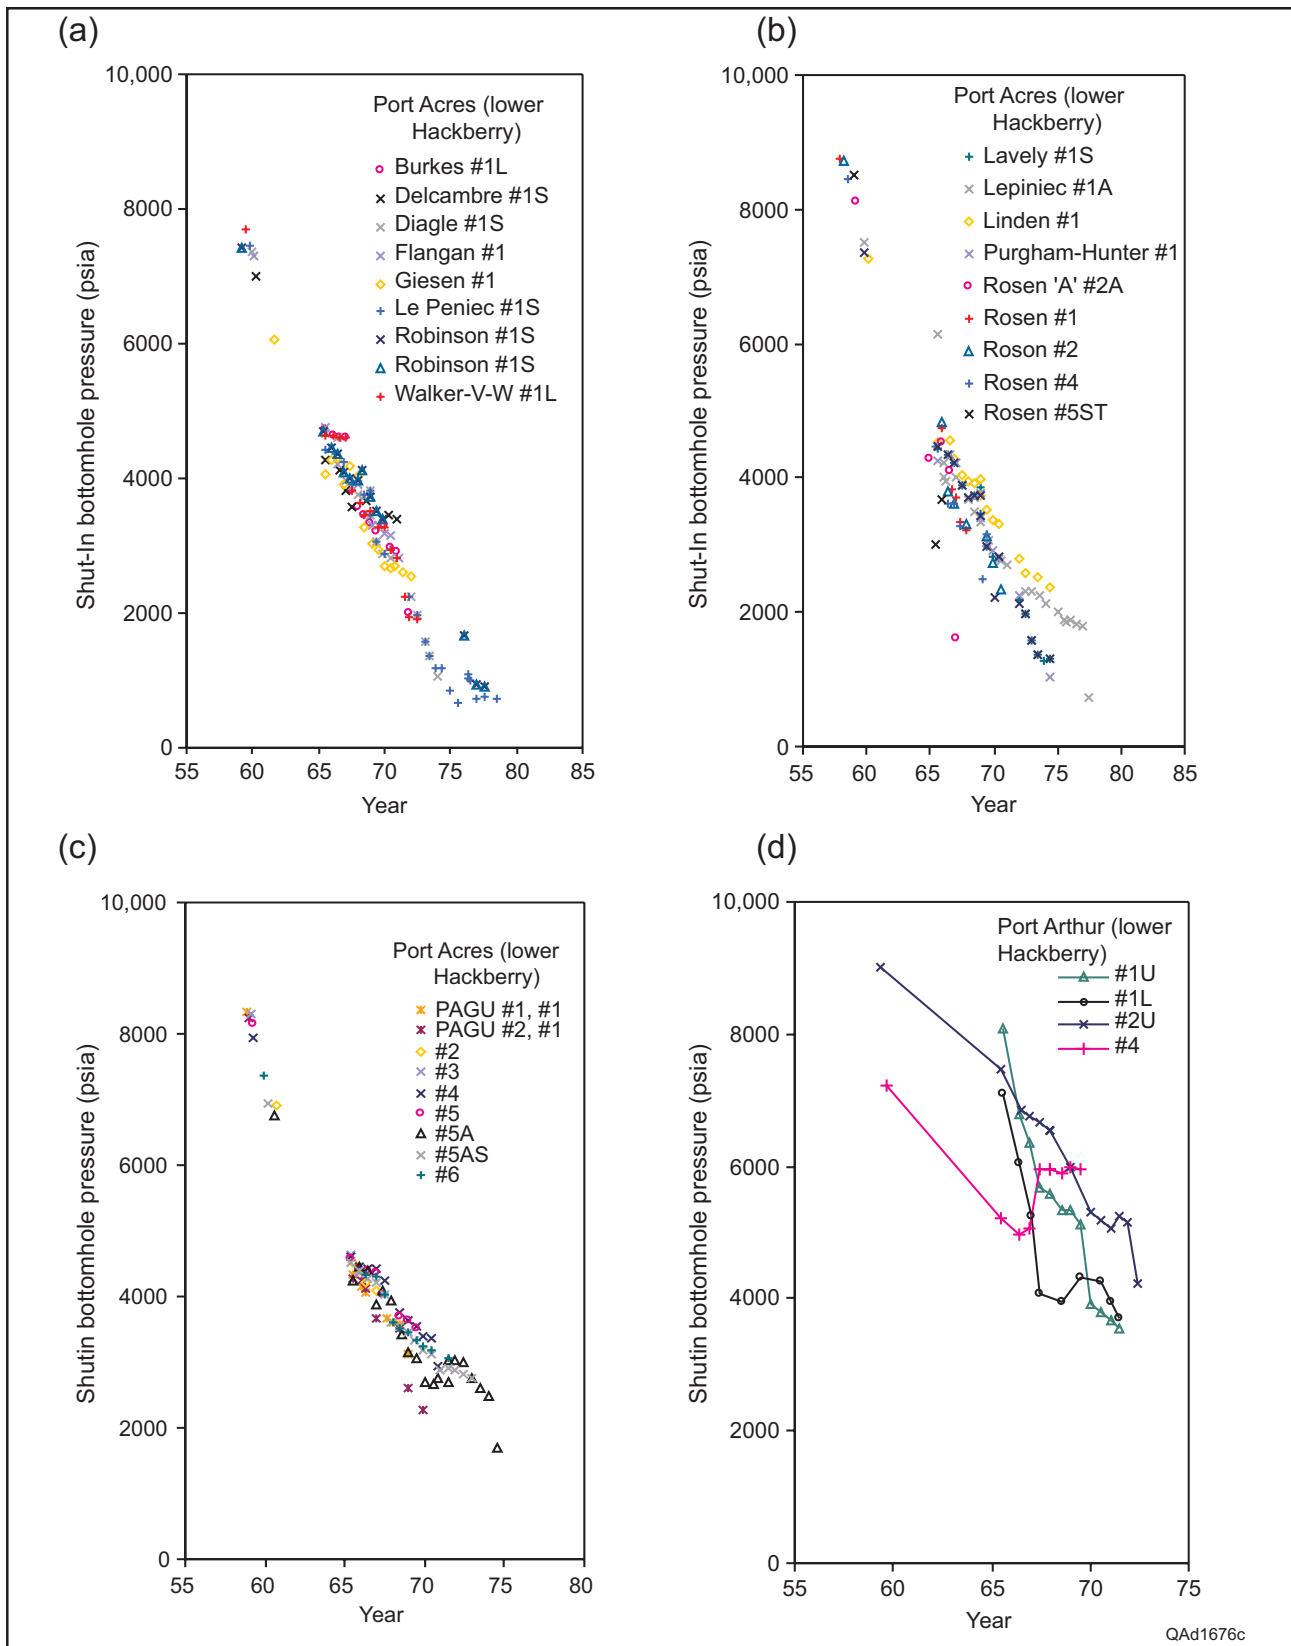 (a)
10,000
8000
6000
4000
2000
0
55
60
65
70
75
80
85
Year
Shut-In bottomhole pressure (psia)
Port Acres (lower
Hackberry)
Burkes #1L
Delcambre #1S
Diagle #1S
Flangan #1
Giesen #1
Le Peniec #1S
Robinson #1S
Robinson #1S
Walker-V-W #1L
(b)
10,000
8000
6000
4000
2000
0
55
60
65
70
75
80
85
Year
Shut-In bottomhole pressure (psia)
Port Acres (lower
Hackberry)
Lavely #1S
Lepiniec #1A
Linden #1
Purgham-Hunter #1
Rosen 'A' #2A
Rosen #1
Roson #2
Rosen #4
Rosen #5ST
(c)
10,000
8000
6000
4000
2000
0
55
60
65
70
75
80
Year
Shutin bottomhole pressure (psia)
Port Acres (lower
Hackberry)
PAGU #1, #1
PAGU #2, #1
#2
#3
#4
#5
#5A
#5AS
#6
(d)
10,000
8000
6000
4000
2000
0
55
60
65
70
75
Year
Shutin bottomhole pressure (psia)
Port Arthur (lower
Hackberry)
#1U
#1L
#2U
#4
QAd1676c